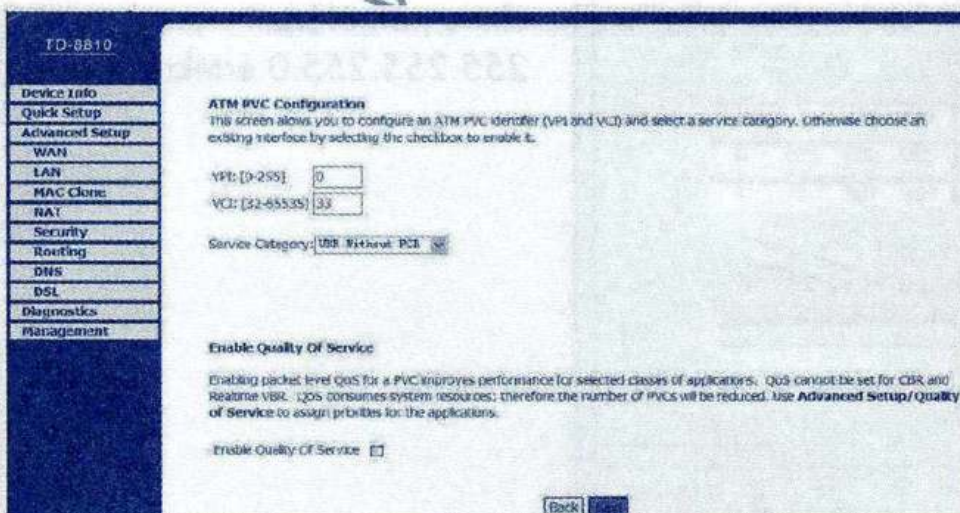 TD-8810
Device Info
Quick Setup
Advanced Setup
WAN
LAN
MAC Clone
NAT
Security
Routing
DNS
DSL
Diagnostics
Management
ATM PVC Configuration
This screen allows you to configure an ATM PVC identifier (VPI and VCI) and select a service category. Otherwise choose an
existing interface by selecting the checkbox to enable it.
VPI: [0-255] 0
VCI: [32-65535] 33
Service Category: UBR Without PCR
Enable Quality Of Service
Enabling packet level QoS for a PVC improves performance for selected classes of applications. QoS cannot be set for CBR and
Realtime VBR. QoS consumes system resources; therefore the number of PVCs will be reduced. Use Advanced Setup/Quality
of Service to assign priorities for the applications.
Enable Quality Of Service
Back